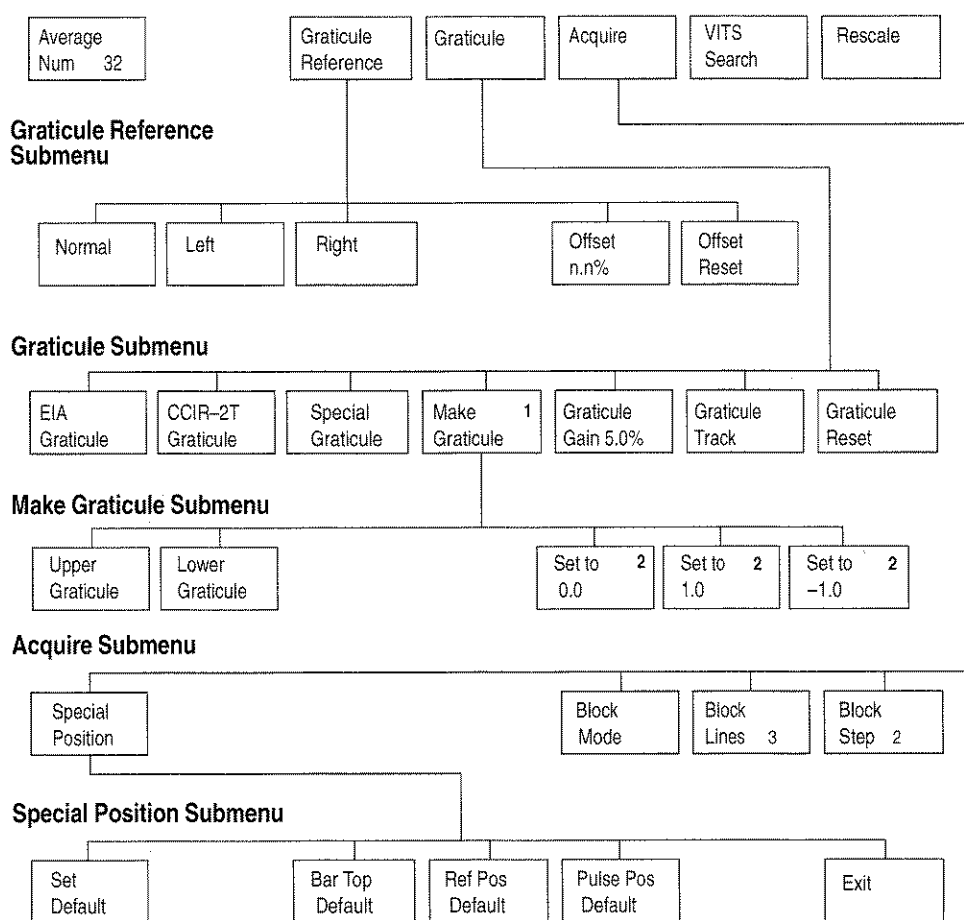 Average
Num 32
Graticule
Reference
Graticule
Acquire
VITS
Search
Rescale
Graticule Reference
Submenu
Normal
Left
Right
Offset
n.n%
Offset
Reset
Graticule Submenu
EIA
Graticule
CCIR–2T
Graticule
Special
Graticule
Make 1
Graticule
Graticule
Gain 5.0%
Graticule
Track
Graticule
Reset
Make Graticule Submenu
Upper
Graticule
Lower
Graticule
Set to 2
0.0
Set to 2
1.0
Set to 2
–1.0
Acquire Submenu
Special
Position
Block
Mode
Block
Lines 3
Block
Step 2
Special Position Submenu
Set
Default
Bar Top
Default
Ref Pos
Default
Pulse Pos
Default
Exit